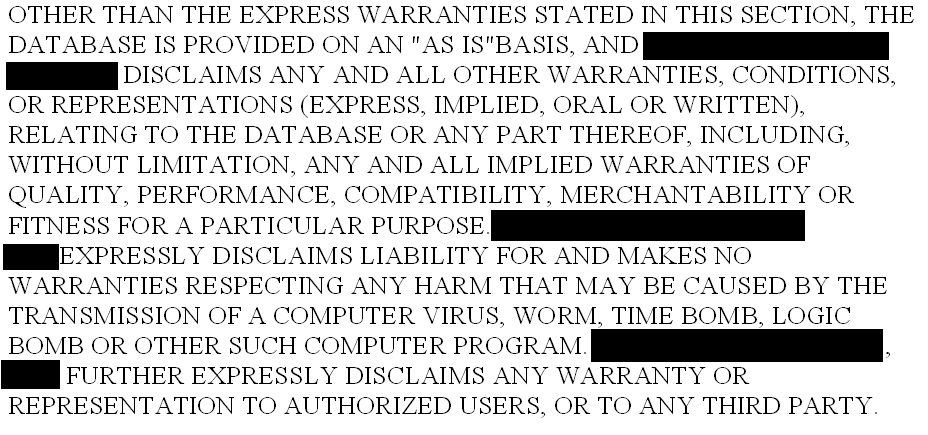 OTHER THAN THE EXPRESS WARRANTIES STATED IN THIS SECTION, THE
DATABASE IS PROVIDED ON AN "AS IS"BASIS, AND
DISCLAIMS ANY AND ALL OTHER WARRANTIES, CONDITIONS,
OR REPRESENTATIONS (EXPRESS, IMPLIED, ORAL OR WRITTEN),
RELATING TO THE DATABASE OR ANY PART THEREOF, INCLUDING,
WITHOUT LIMITATION, ANY AND ALL IMPLIED WARRANTIES OF
QUALITY, PERFORMANCE, COMPATIBILITY, MERCHANTABILITY OR
FITNESS FOR A PARTICULAR PURPOSE.
EXPRESSLY DISCLAIMS LIABILITY FOR AND MAKES NO
WARRANTIES RESPECTING ANY HARM THAT MAY BE CAUSED BY THE
TRANSMISSION OF A COMPUTER VIRUS, WORM, TIME BOMB, LOGIC
BOMB OR OTHER SUCH COMPUTER PROGRAM. ,
FURTHER EXPRESSLY DISCLAIMS ANY WARRANTY OR
REPRESENTATION TO AUTHORIZED USERS, OR TO ANY THIRD PARTY.